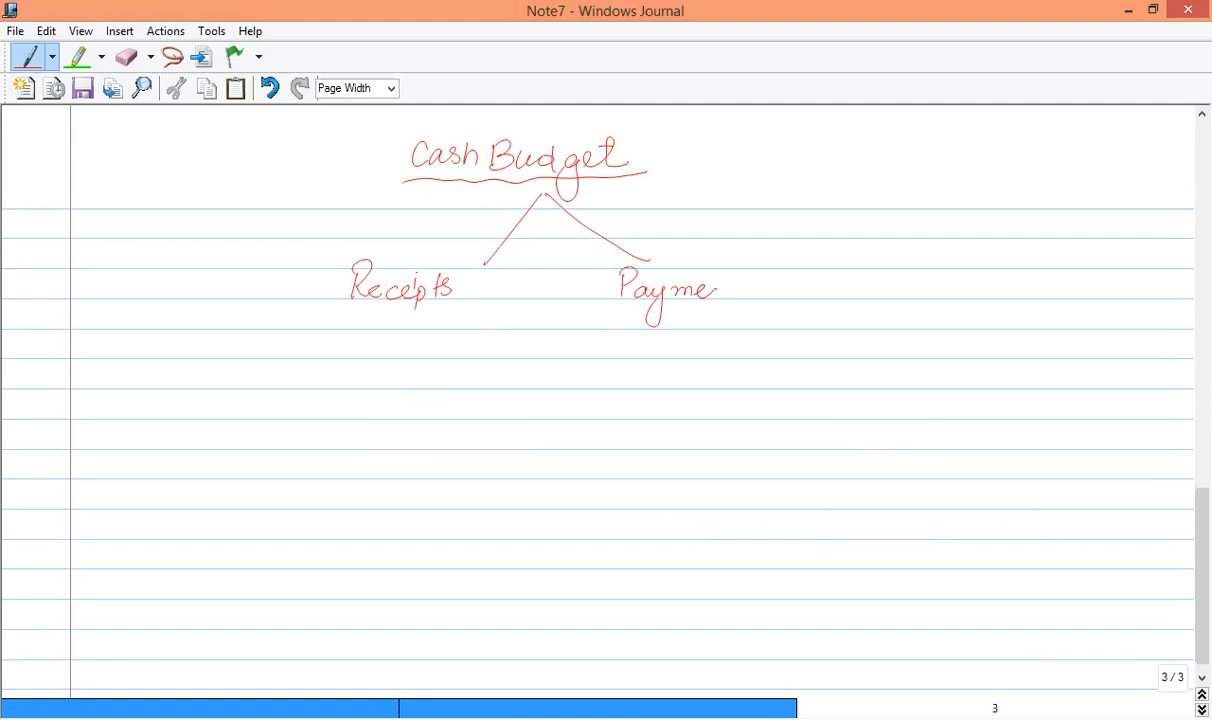 Note7 - Windows Journal
File Edit View Insert Actions Tools Help
Page Width
Cash Budget
Receipts Payme
3 / 3
3